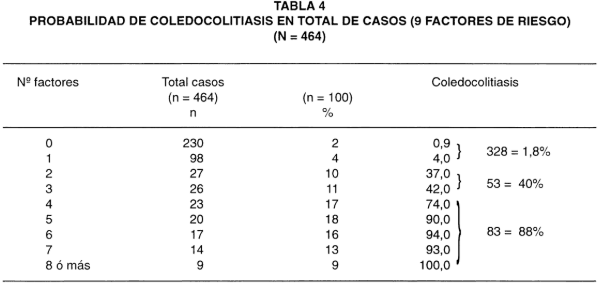 TABLA 4
PROBABILIDAD DE COLEDOCOLITIASIS EN TOTAL DE CASOS (9 FACTORES DE RIESGO)
(N = 464)
Nº factores Total casos Coledocolitiasis
(n = 464) (n = 100)
n %
0 230 2 0,9
1 98 4 4,0 } 328 = 1,8%
2 27 10 37,0
3 26 11 42,0 } 53 = 40%
4 23 17 74,0
5 20 18 90,0
6 17 16 94,0 } 83 = 88%
7 14 13 93,0
8 ó más 9 9 100,0